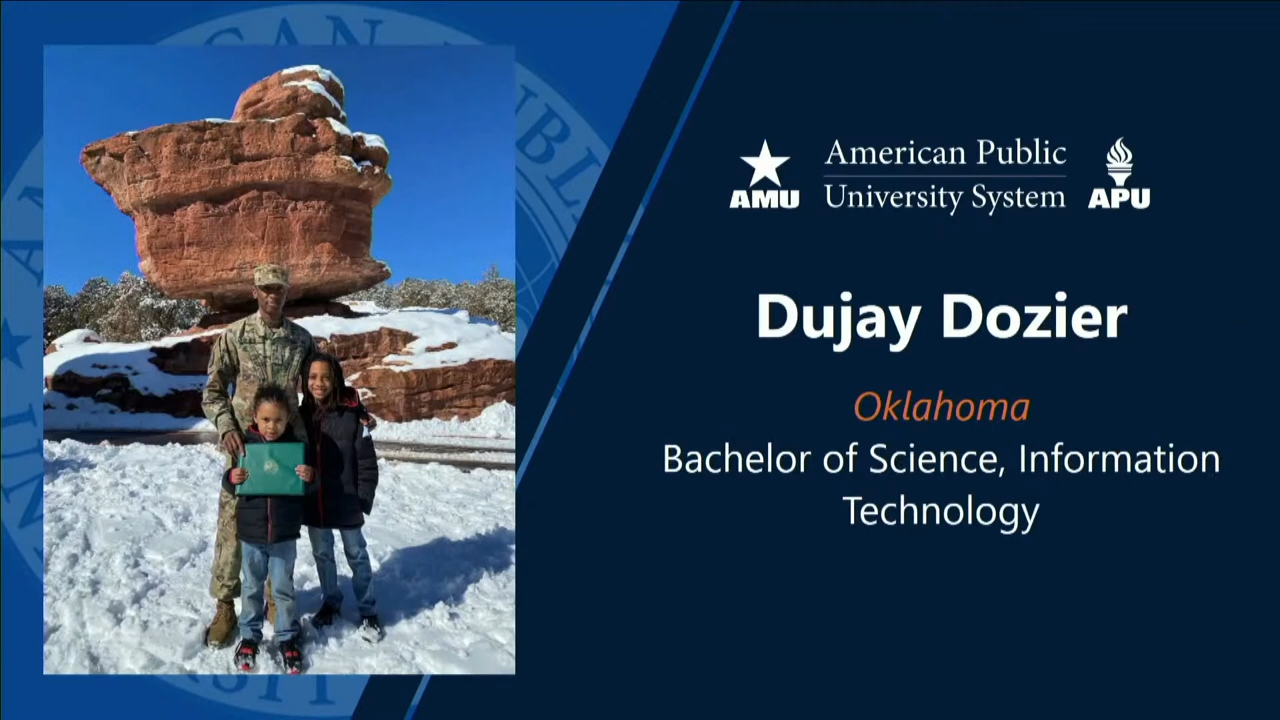 AMU
American Public
University System
APU
Dujay Dozier
Oklahoma
Bachelor of Science, Information
Technology